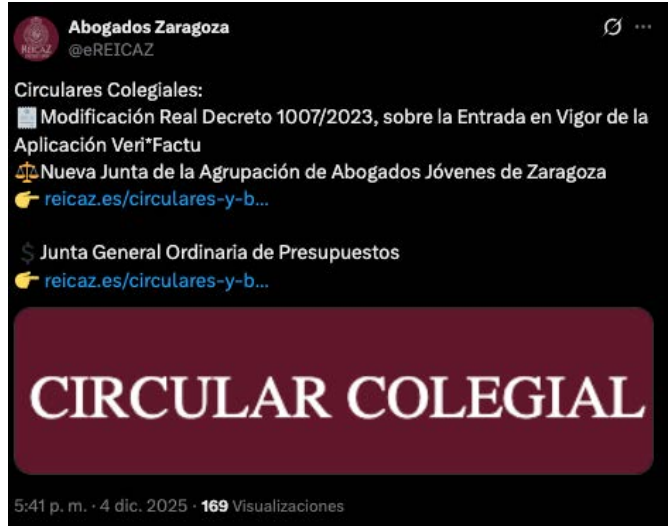 Abogados Zaragoza
@eREICAZ
Circulares Colegiales:
🗒️Modificación Real Decreto 1007/2023, sobre la Entrada en Vigor de la
Aplicación Veri*Factu
⚖️Nueva Junta de la Agrupación de Abogados Jóvenes de Zaragoza
👉 reicaz.es/circulares-y-b...
💲Junta General Ordinaria de Presupuestos
👉 reicaz.es/circulares-y-b...
CIRCULAR COLEGIAL
5:41 p. m. · 4 dic. 2025 · 169 Visualizaciones